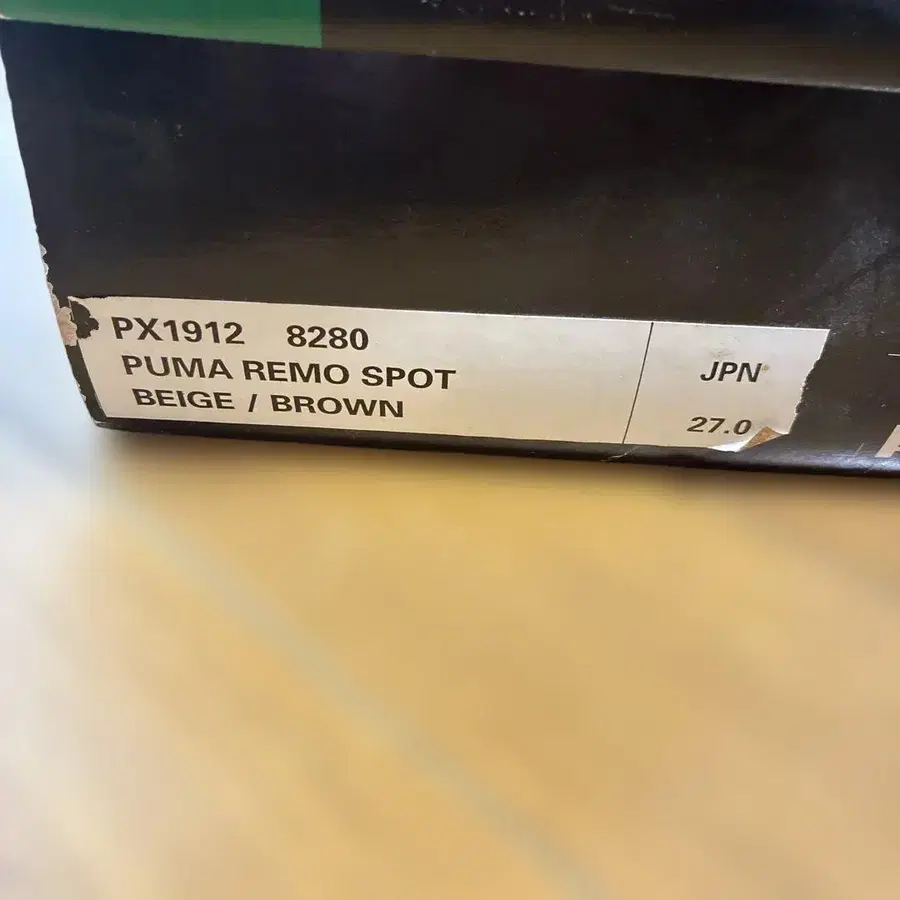 PX1912 8280
PUMA REMO SPOT
BEIGE / BROWN
JPN
27.0